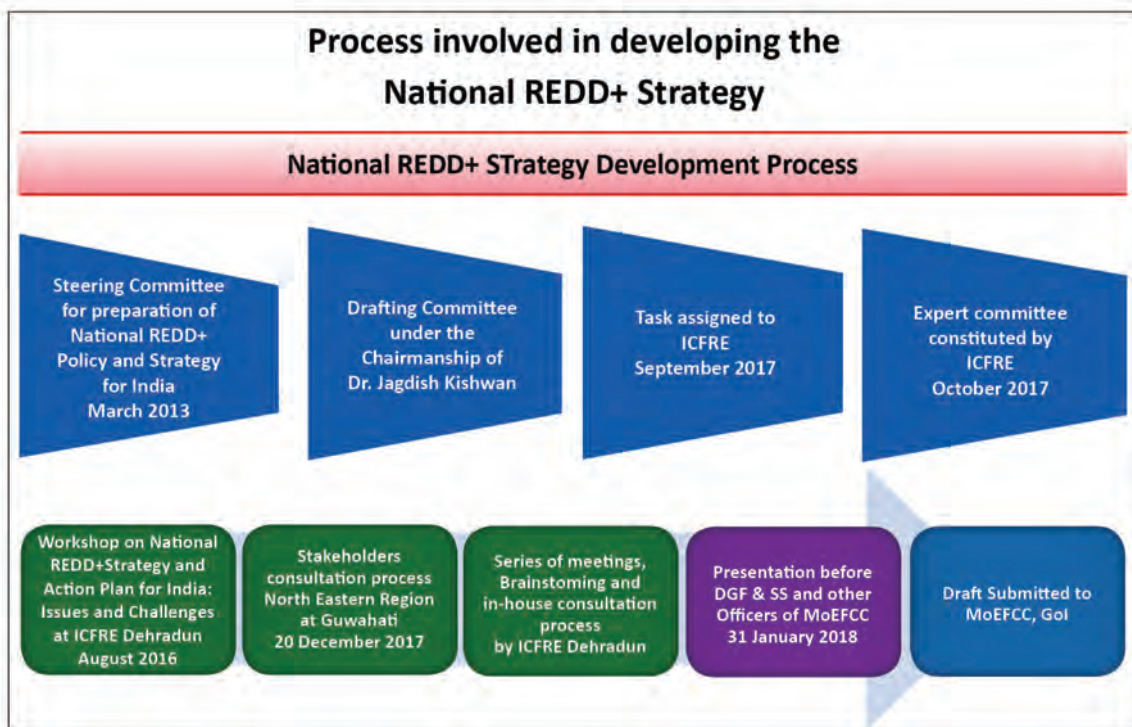 Process involved in developing the
National REDD+ Strategy
National REDD+ STrategy Development Process
Steering Committee
for preparation of
National REDD+
Policy and Strategy
for India
March 2013
Drafting Committee
under the
Chairmanship of
Dr. Jagdish Kishwan
Task assigned to
ICFRE
September 2017
Expert committee
constituted by
ICFRE
October 2017
Workshop on National
REDD+Strategy and
Action Plan for India:
Issues and Challenges
at ICFRE Dehradun
August 2016
Stakeholders
consultation process
North Eastern Region
at Guwahati
20 December 2017
Series of meetings,
Brainstoming and
in-house consultation
process
by ICFRE Dehradun
Presentation before
DGF & SS and other
Officers of MoEFCC
31 January 2018
Draft Submitted to
MoEFCC, GoI